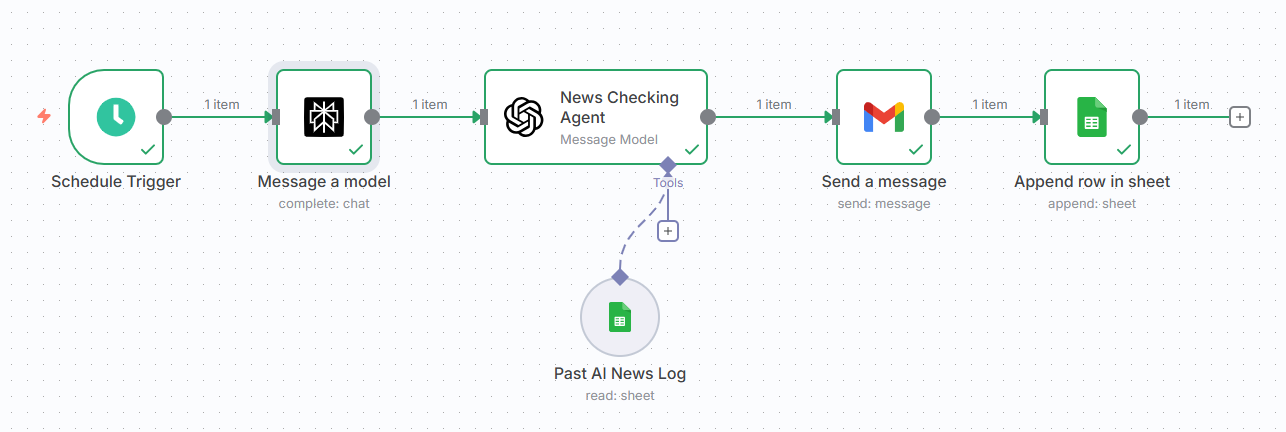 1 item
1 item
News Checking
Agent
Message Model
1 item
1 item
1 item
Schedule Trigger
Message a model
complete: chat
Tools
Send a message
send: message
Append row in sheet
append: sheet
Past AI News Log
read: sheet